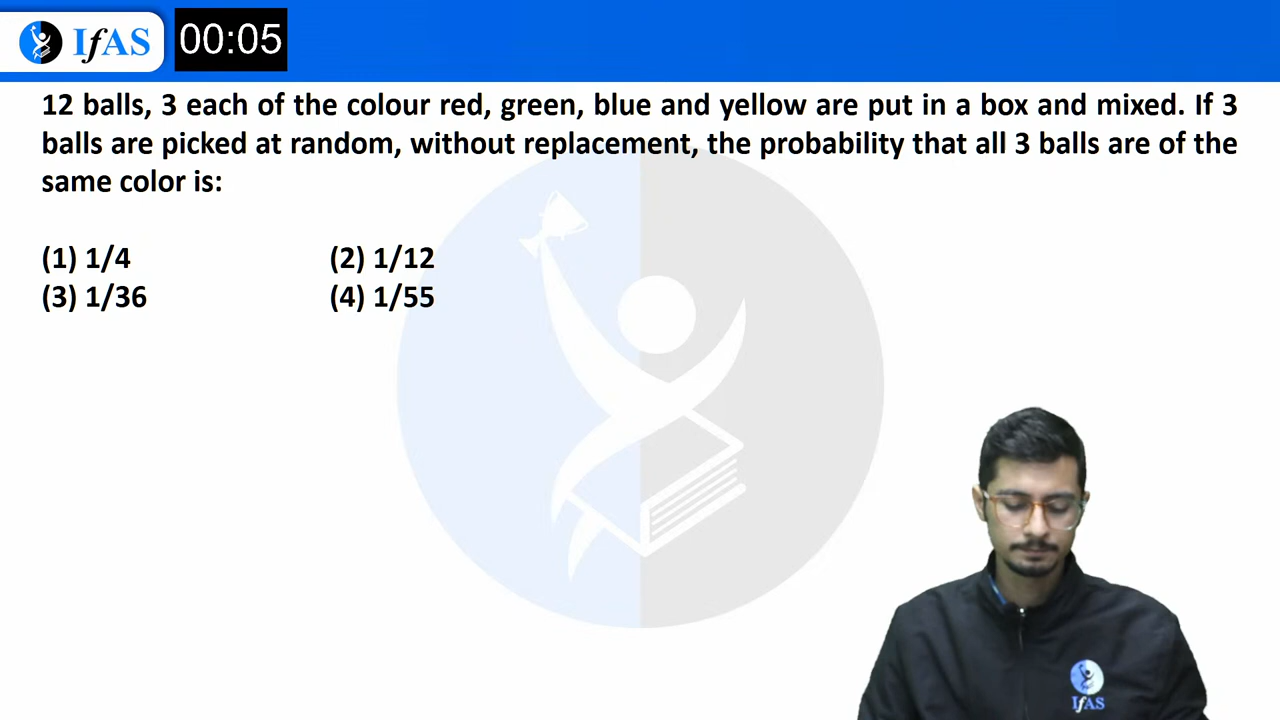 IfAS
00:05
12 balls, 3 each of the colour red, green, blue and yellow are put in a box and mixed. If 3
balls are picked at random, without replacement, the probability that all 3 balls are of the
same color is:
(1) 1/4 (2) 1/12
(3) 1/36 (4) 1/55
IfAS